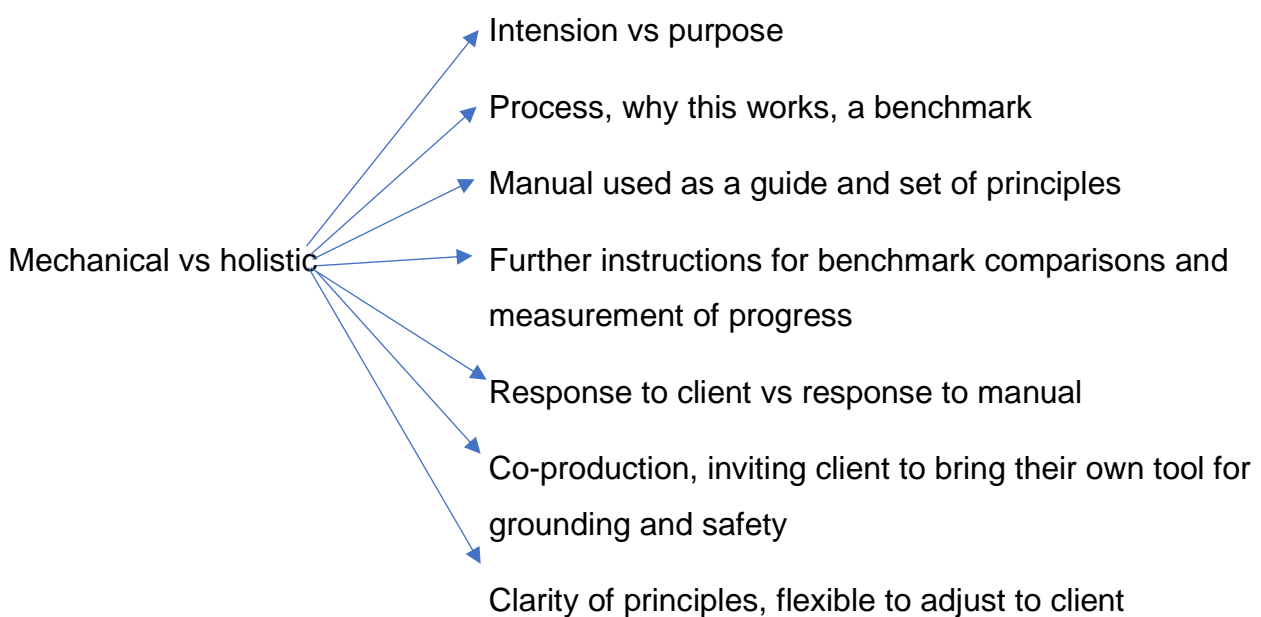 Intension vs purpose
Process, why this works, a benchmark
Manual used as a guide and set of principles
Mechanical vs holistic
Further instructions for benchmark comparisons and
measurement of progress
Response to client vs response to manual
Co-production, inviting client to bring their own tool for
grounding and safety
Clarity of principles, flexible to adjust to client